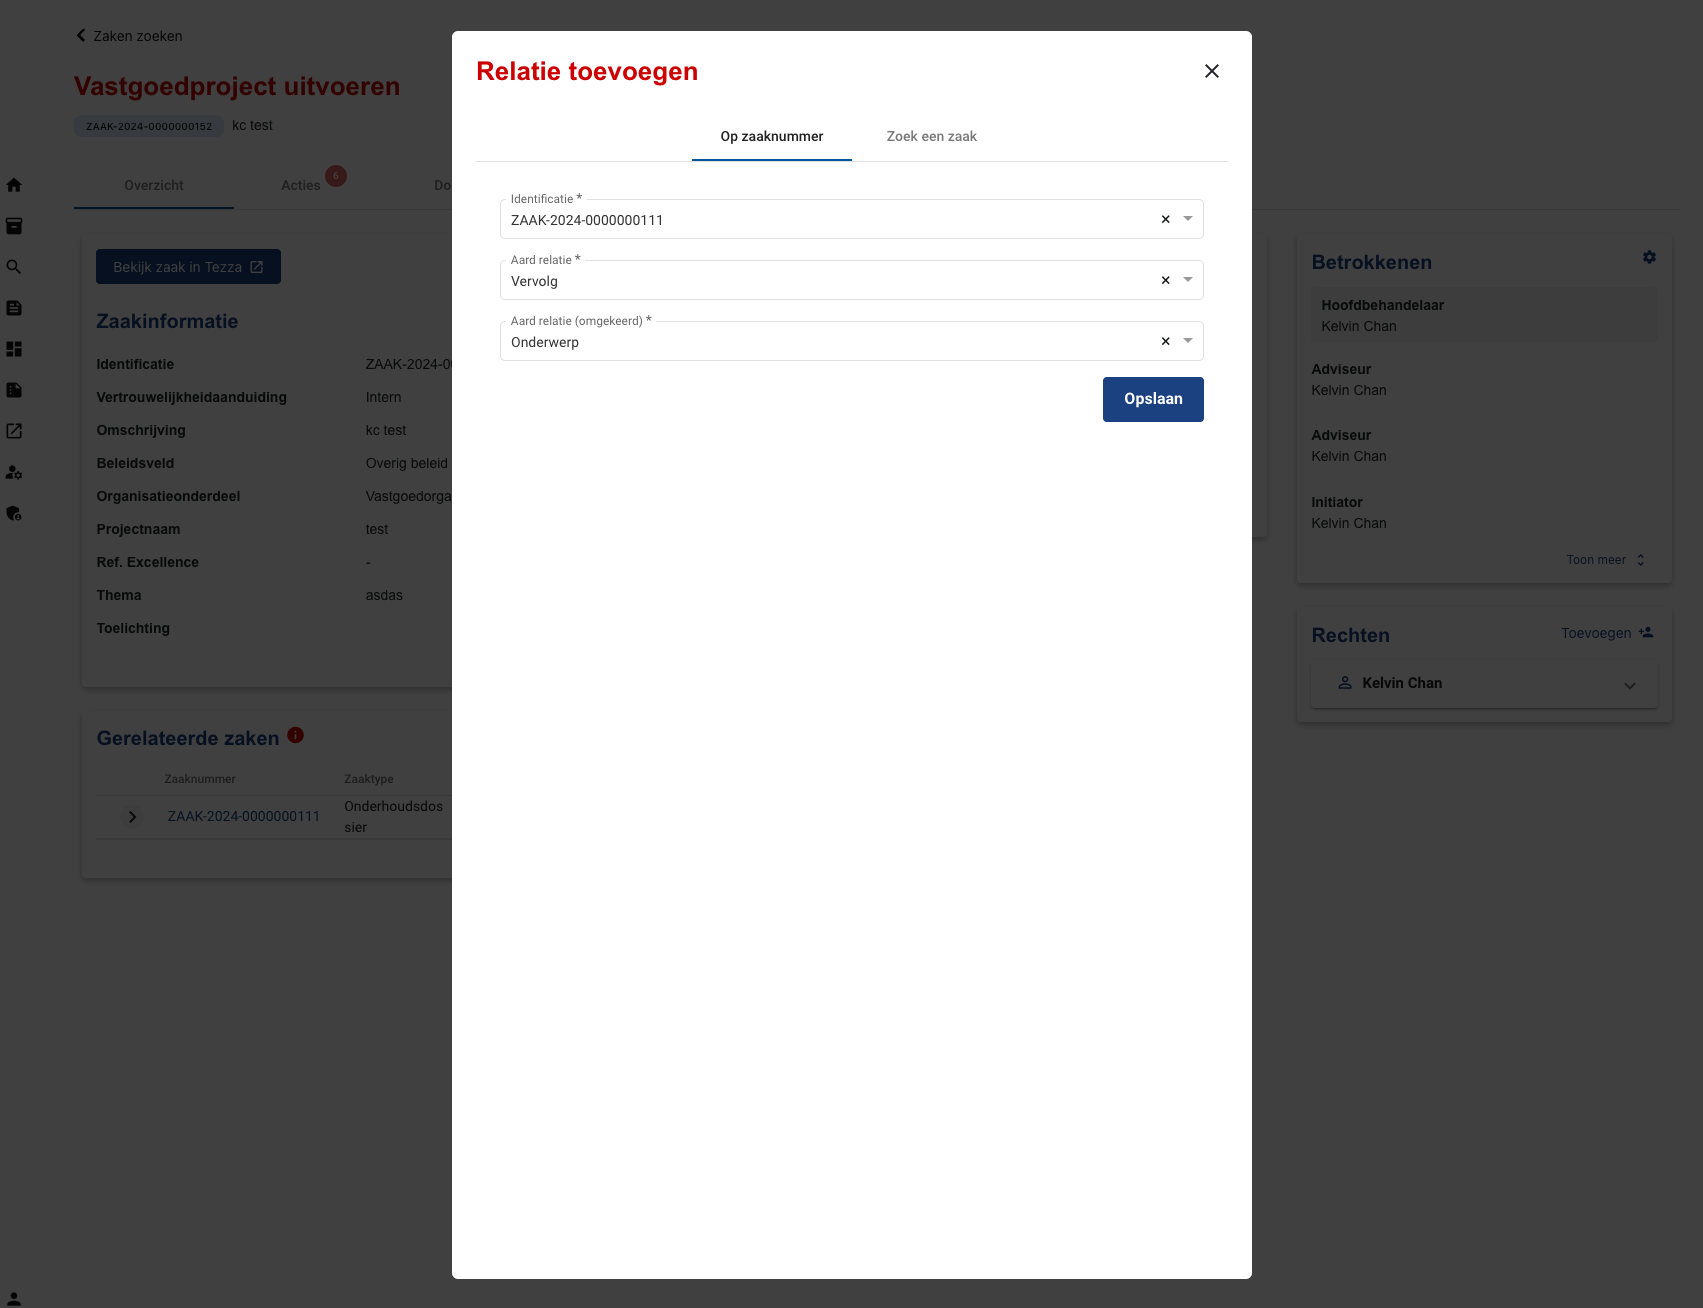 Zaken zoeken
Vastgoedproject uitvoeren
ZAAK-2024-0000000152 kc test
Overzicht
Acties
6
Do
Bekijk zaak in Tezza
Zaakinformatie
Identificatie ZAAK-2024-0
Vertrouwelijkheidaanduiding Intern
Omschrijving kc test
Beleidsveld Overig beleid
Organisatieonderdeel Vastgoedorga
Projectnaam test
Ref. Excellence -
Thema asdas
Toelichting
Gerelateerde zaken
Zaaknummer Zaaktype
ZAAK-2024-0000000111 Onderhoudsdos
sier
Relatie toevoegen
Op zaaknummer Zoek een zaak
Identificatie *
ZAAK-2024-0000000111
Aard relatie *
Vervolg
Aard relatie (omgekeerd) *
Onderwerp
Opslaan
Betrokkenen
Hoofdbehandelaar
Kelvin Chan
Adviseur
Kelvin Chan
Adviseur
Kelvin Chan
Initiator
Kelvin Chan
Toon meer
Rechten Toevoegen
Kelvin Chan